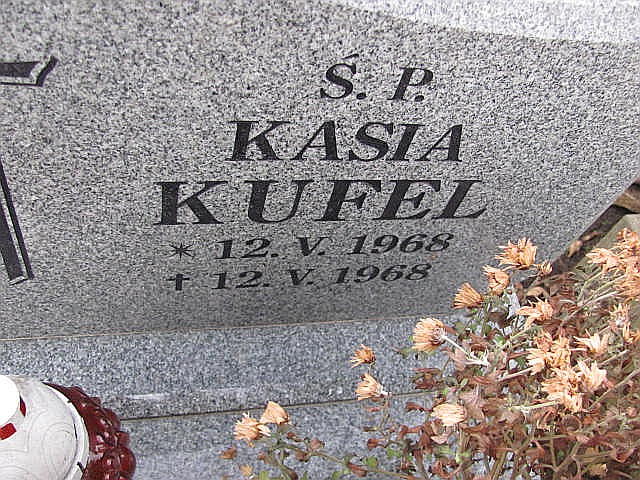 Ś. P.
KASIA
KUFEL
* 12. V. 1968
† 12. V. 1968